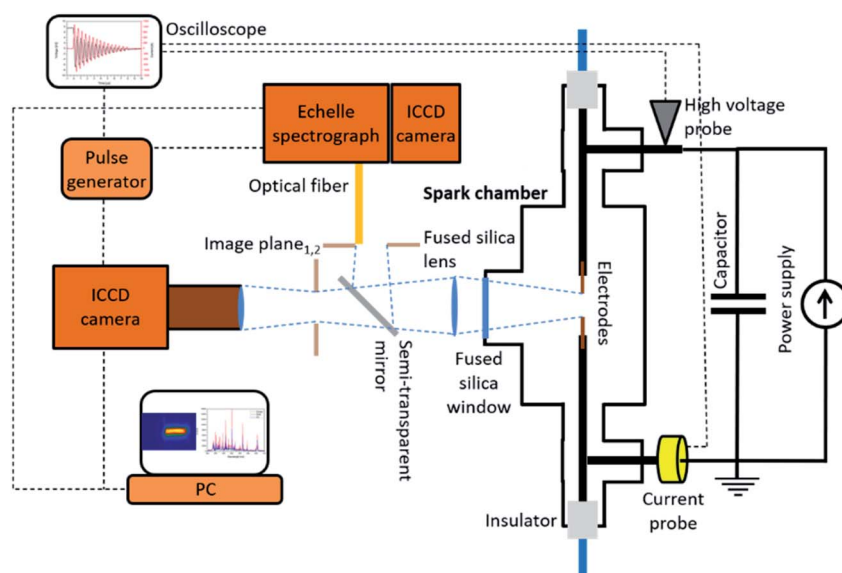 Oscilloscope
Echelle
spectrograph
ICCD
camera
High voltage
probe
Pulse
generator
Optical fiber
Spark chamber
Image plane1,2
Fused silica
lens
ICCD
camera
Electrodes
Capacitor
Power supply
Semi-transparent
mirror
Fused
silica
window
PC
Insulator
Current
probe